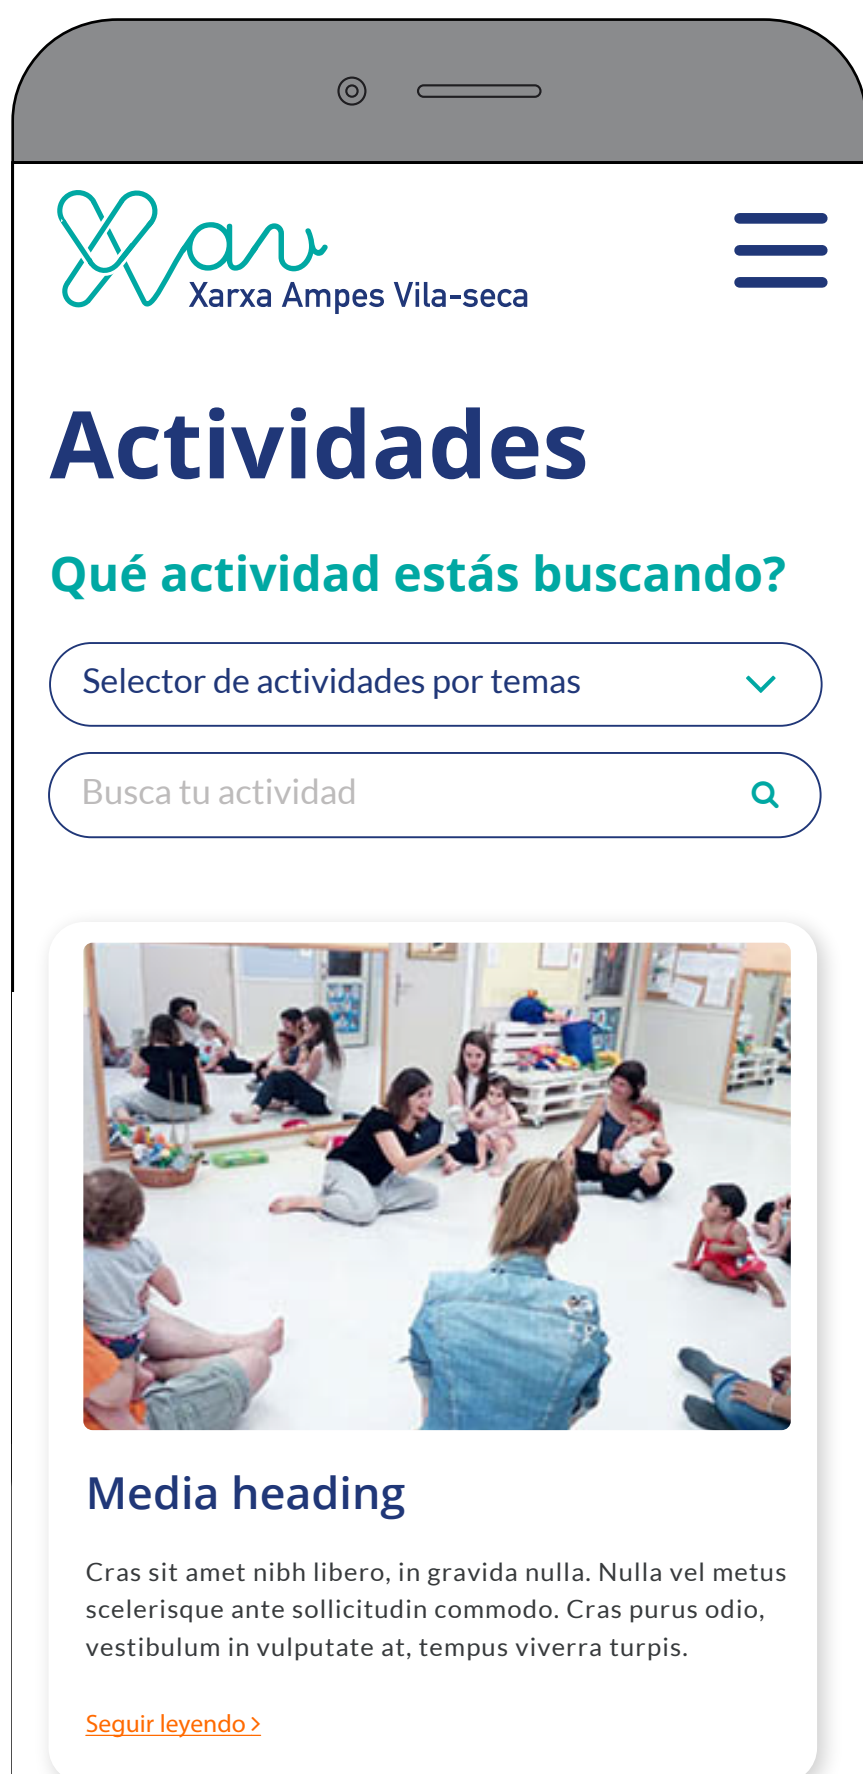 xav
Xarxa Ampes Vila-seca
Actividades
Qué actividad estás buscando?
Selector de actividades por temas
Busca tu actividad
Media heading
Cras sit amet nibh libero, in gravida nulla. Nulla vel metus
scelerisque ante sollicitudin commodo. Cras purus odio,
vestibulum in vulputate at, tempus viverra turpis.
Seguir leyendo >